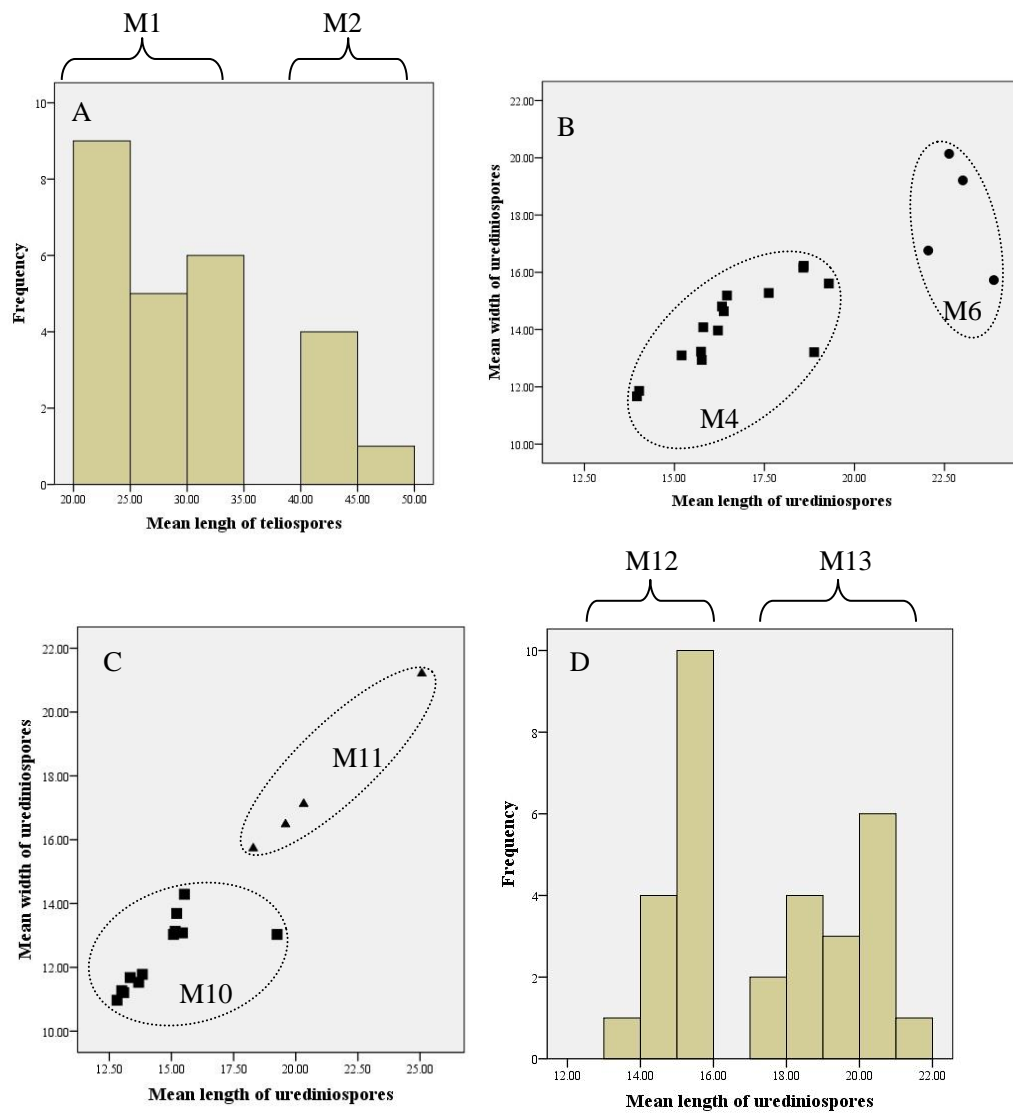 M1 M2
A
10
8
6
4
2
0
Frequency
20.00 25.00 30.00 35.00 40.00 45.00 50.00
Mean lengh of teliospores
B
22.00
20.00
18.00
16.00
14.00
12.00
10.00
Mean width of urediniospores
M6
M4
12.50 15.00 17.50 20.00 22.50
Mean length of urediniospores
C
22.00
20.00
18.00
16.00
14.00
12.00
10.00
Mean width of urediniospores
M11
M10
12.50 15.00 17.50 20.00 22.50 25.00
Mean length of urediniospores
M12 M13
D
10
8
6
4
2
0
Frequency
12.00 14.00 16.00 18.00 20.00 22.00
Mean length of urediniospores